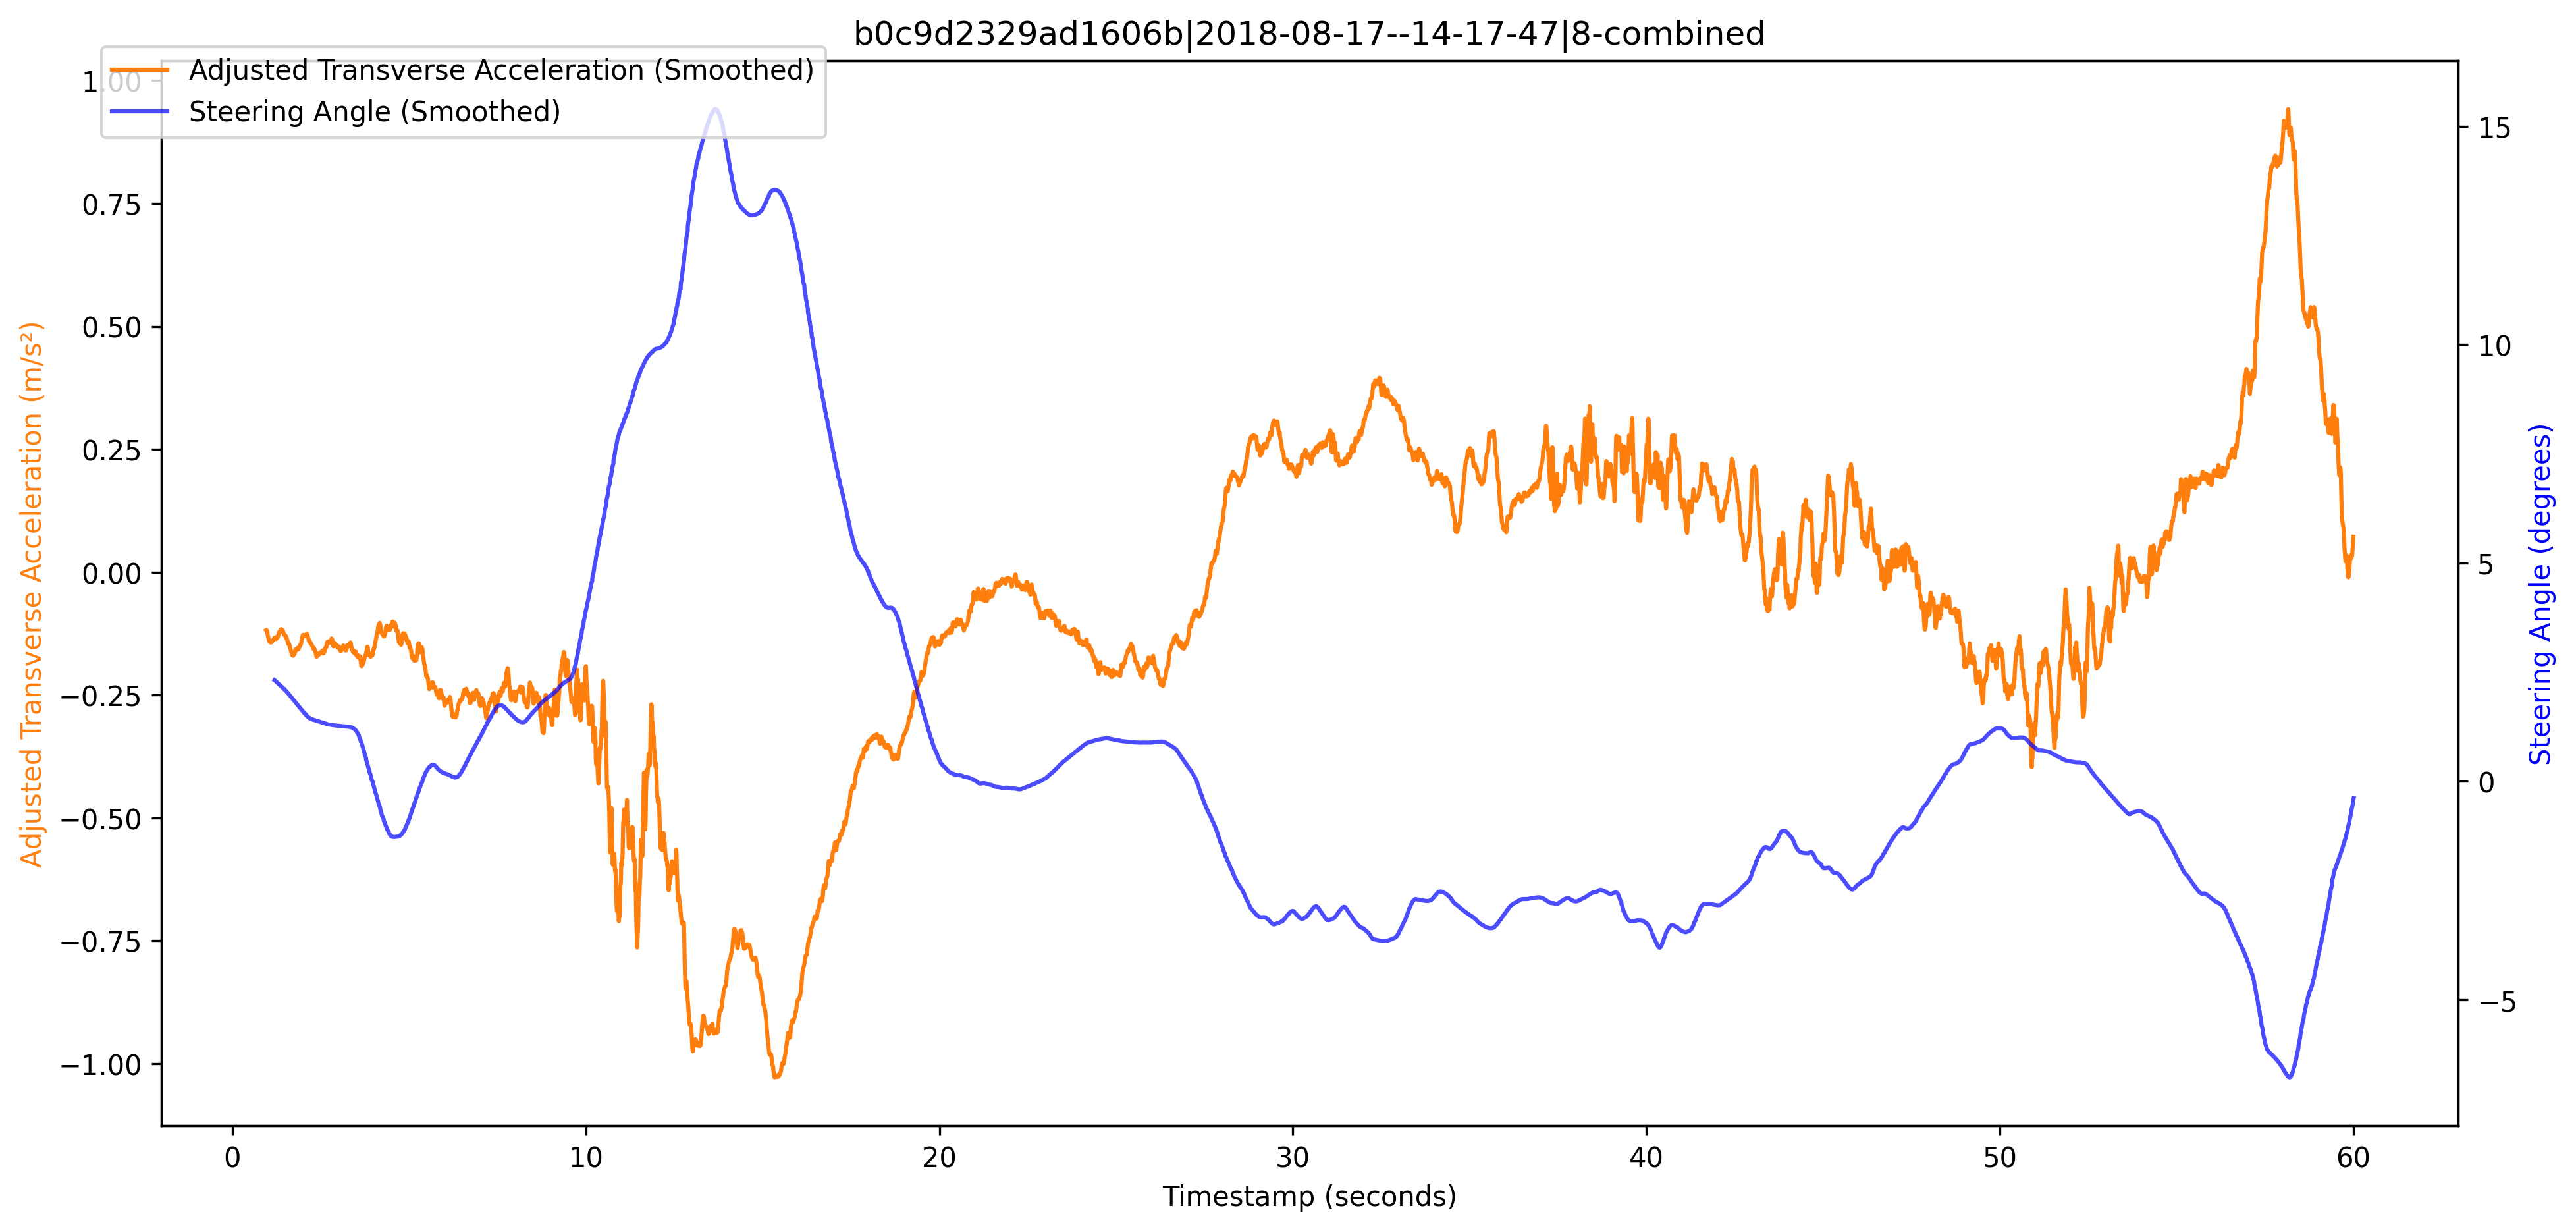 b0c9d2329ad1606b|2018-08-17--14-17-47|8-combined
Adjusted Transverse Acceleration (Smoothed)
Steering Angle (Smoothed)
1.00
0.75
0.50
0.25
0.00
−0.25
−0.50
−0.75
−1.00
Adjusted Transverse Acceleration (m/s²)
15
10
5
0
−5
Steering Angle (degrees)
0 10 20 30 40 50 60
Timestamp (seconds)